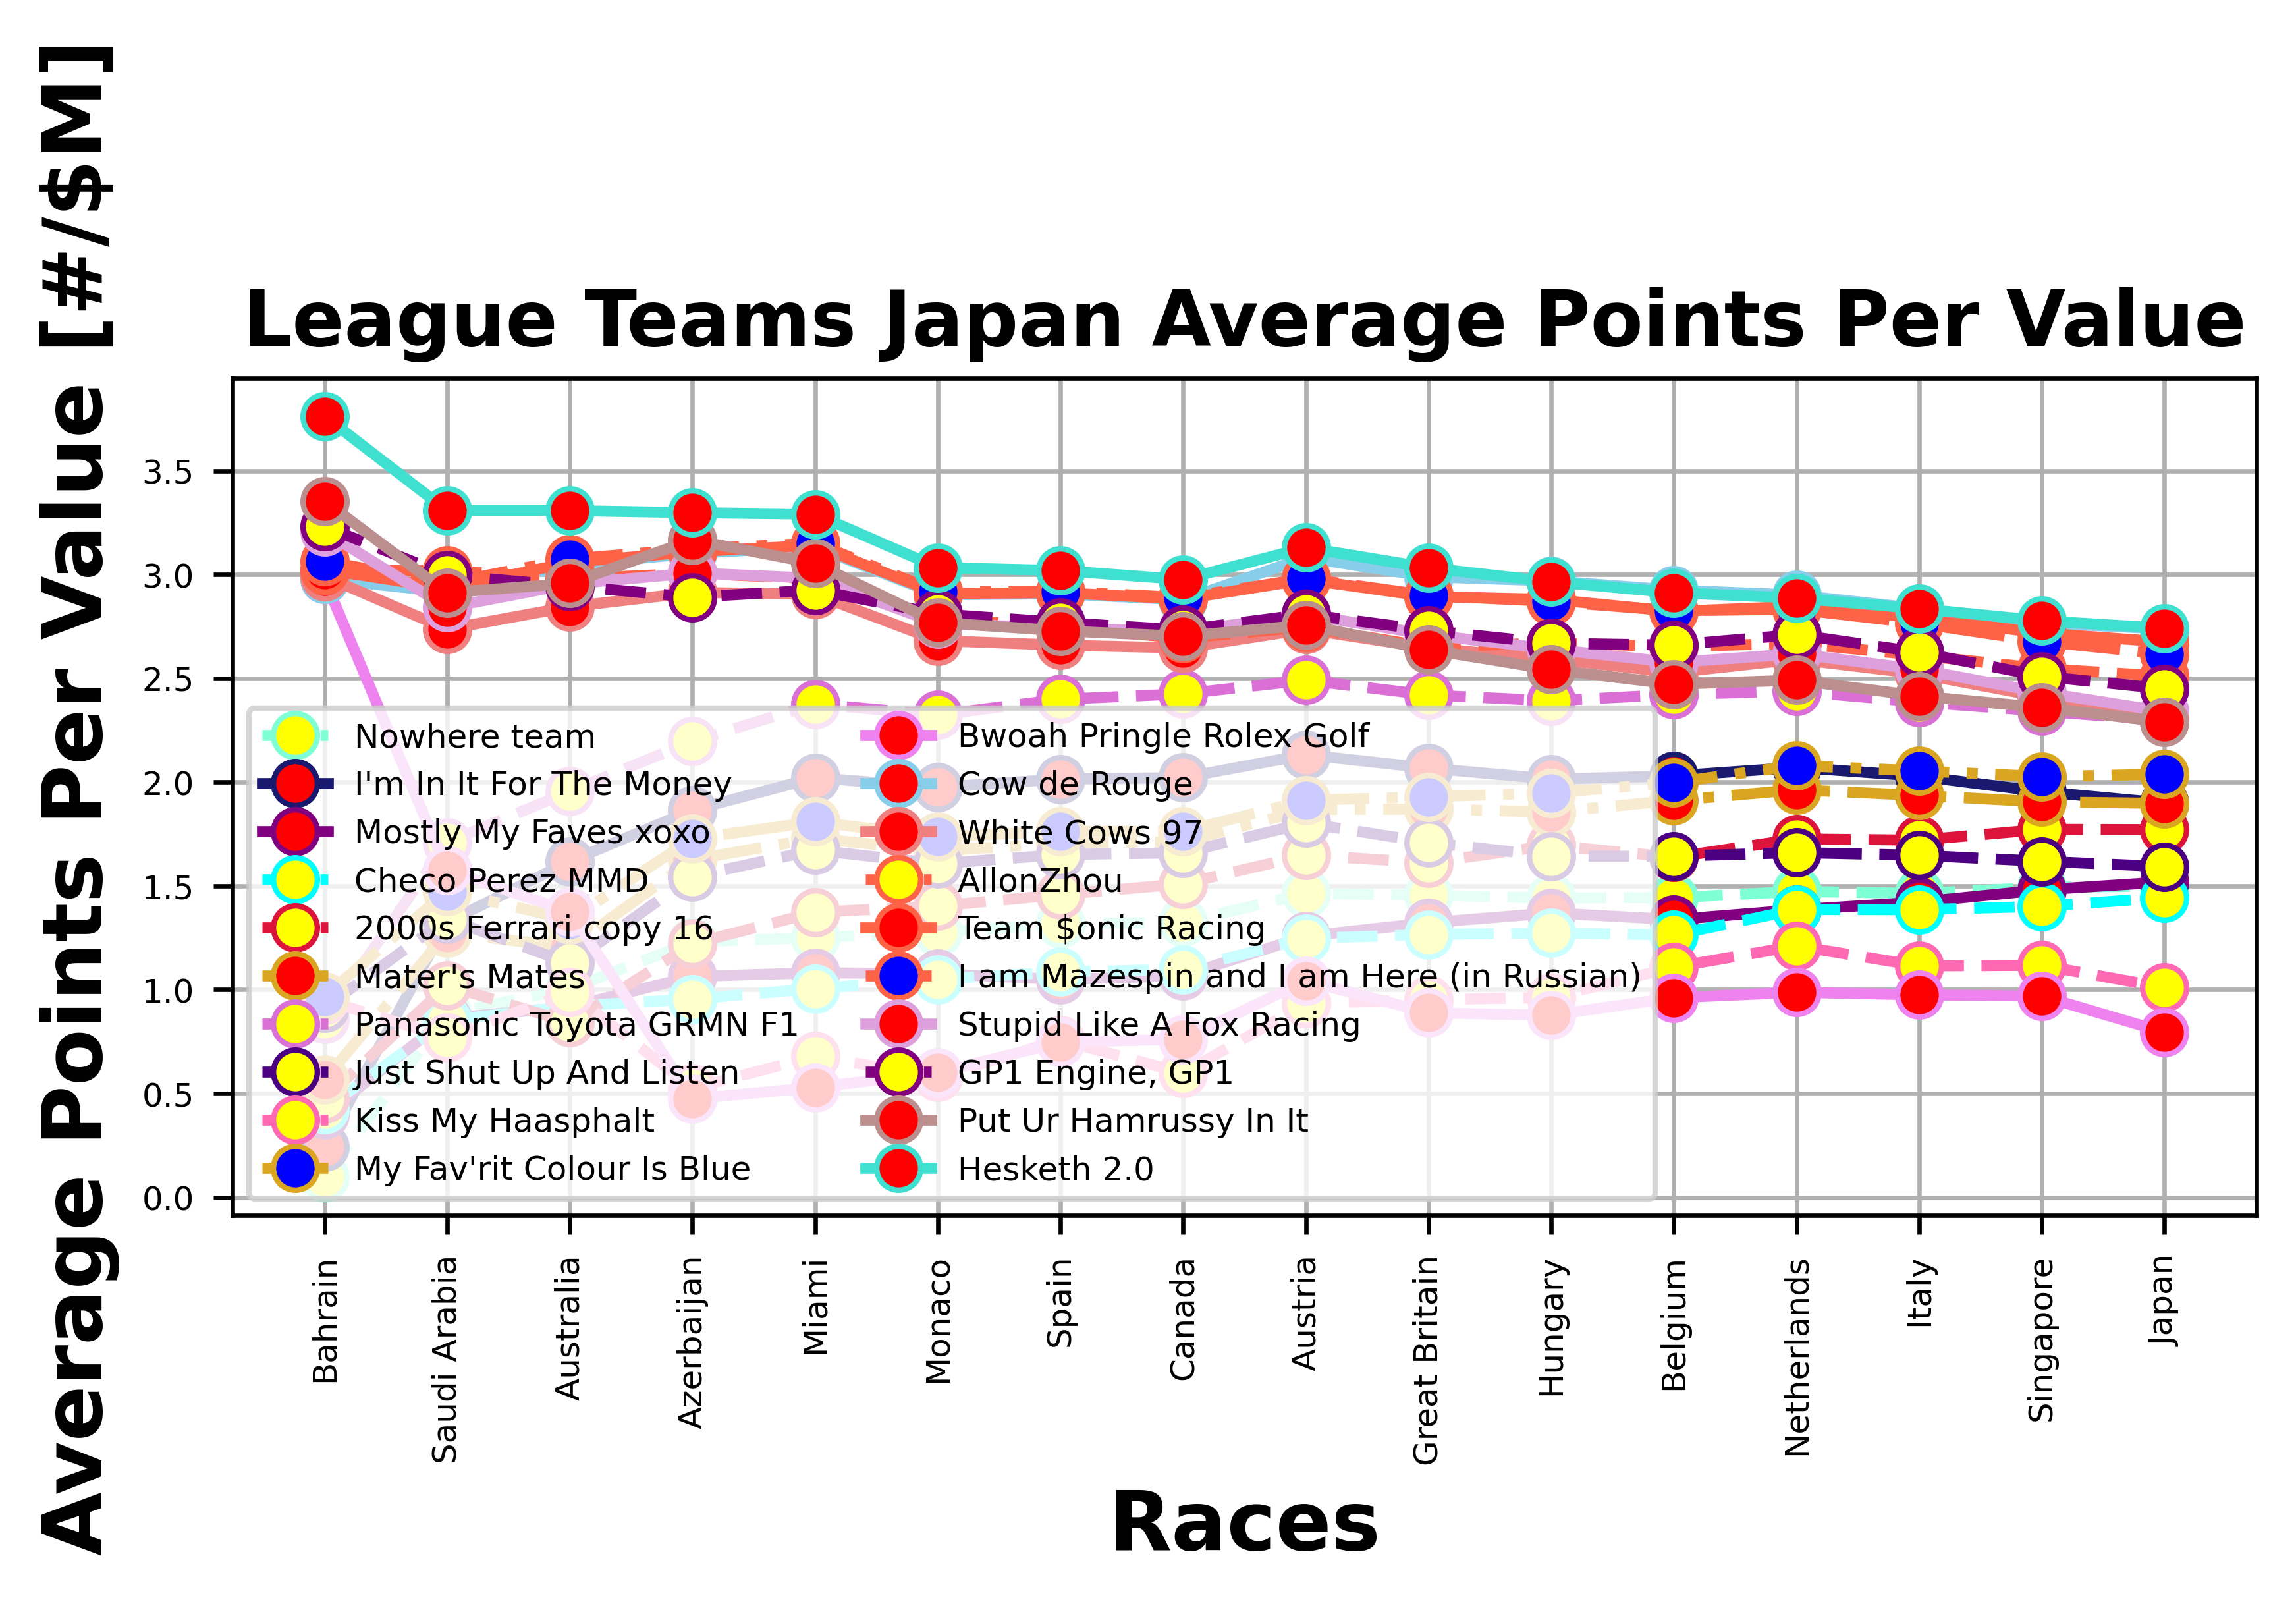 League Teams Japan Average Points Per Value
Average Points Per Value [#/$M]
3.5
3.0
2.5
2.0
1.5
1.0
0.5
0.0
Nowhere team
I'm In It For The Money
Mostly My Faves xoxo
Checo Perez MMD
2000s Ferrari copy 16
Mater's Mates
Panasonic Toyota GRMN F1
Just Shut Up And Listen
Kiss My Haasphalt
My Fav'rit Colour Is Blue
Bwoah Pringle Rolex Golf
Cow de Rouge
White Cows 97
AllonZhou
Team $onic Racing
I am Mazespin and I am Here (in Russian)
Stupid Like A Fox Racing
GP1 Engine, GP1
Put Ur Hamrussy In It
Hesketh 2.0
Bahrain
Saudi Arabia
Australia
Azerbaijan
Miami
Monaco
Spain
Canada
Austria
Great Britain
Hungary
Belgium
Netherlands
Italy
Singapore
Japan
Races